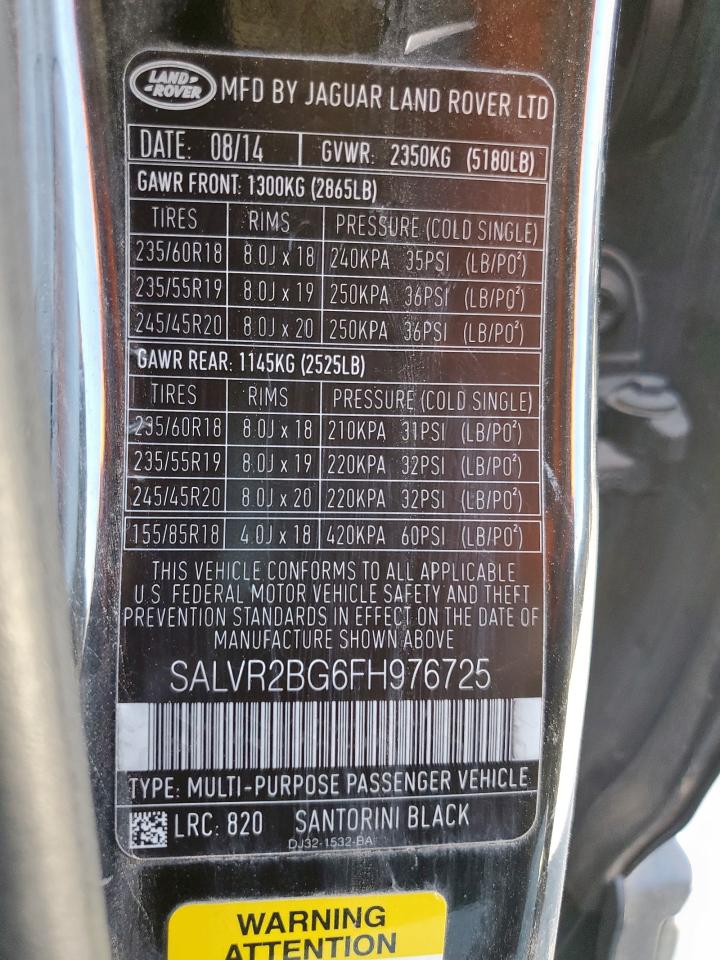 LAND-
ROVER
MFD BY JAGUAR LAND ROVER LTD
DATE: 08/14 GVWR: 2350KG (5180LB)
GAWR FRONT: 1300KG (2865LB)
TIRES RIMS PRESSURE (COLD SINGLE)
235/60R18 8.0J x 18 240KPA 35PSI (LB/PO²)
235/55R19 8.0J x 19 250KPA 36PSI (LB/PO²)
245/45R20 8.0J x 20 250KPA 36PSI (LB/PO²)
GAWR REAR: 1145KG (2525LB)
TIRES RIMS PRESSURE (COLD SINGLE)
235/60R18 8.0J x 18 210KPA 31PSI (LB/PO²)
235/55R19 8.0J x 19 220KPA 32PSI (LB/PO²)
245/45R20 8.0J x 20 220KPA 32PSI (LB/PO²)
155/85R18 4.0J x 18 420KPA 60PSI (LB/PO²)
THIS VEHICLE CONFORMS TO ALL APPLICABLE
U.S. FEDERAL MOTOR VEHICLE SAFETY AND THEFT
PREVENTION STANDARDS IN EFFECT ON THE DATE OF
MANUFACTURE SHOWN ABOVE
SALVR2BG6FH976725
TYPE: MULTI-PURPOSE PASSENGER VEHICLE
LRC: 820 SANTORINI BLACK
DJ32-1532-BA
WARNING
ATTENTION